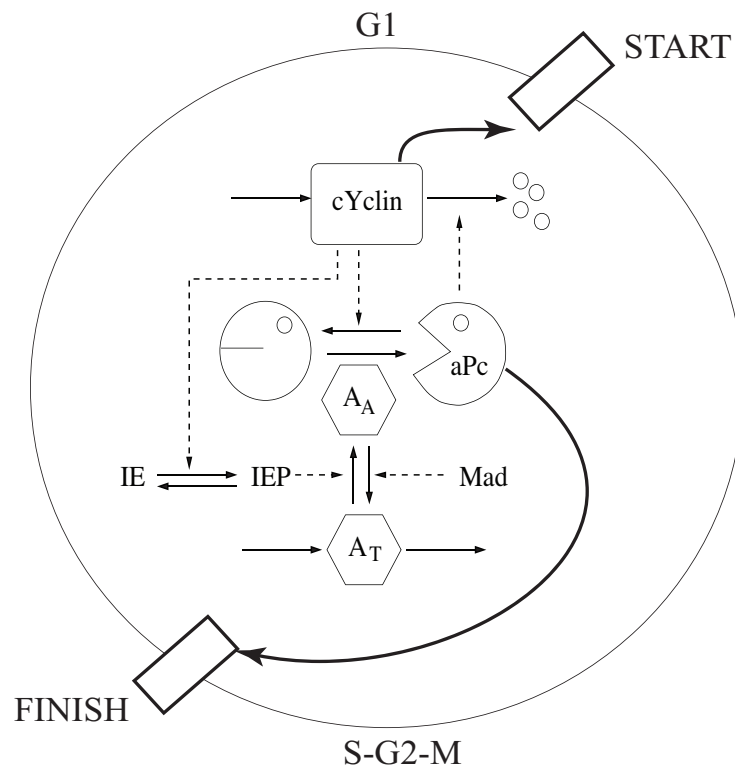 G1
START
cYclin
aPc
A_A
IE
IEP
Mad
A_T
FINISH
S-G2-M